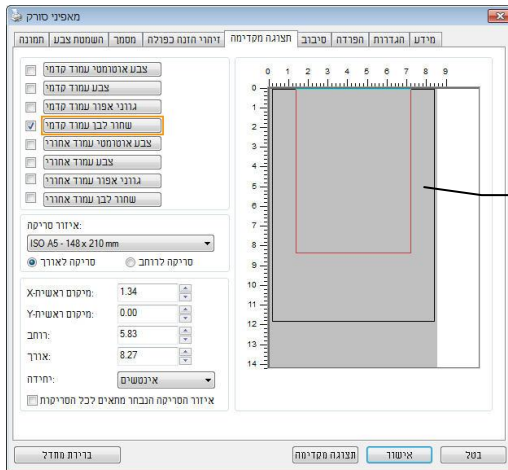 מאפיני סורק
תמונה
השמטת צבע
מסמך
זיהוי הזנה כפולה
תצוגה מקדימה
סיבוב
הפרדה
הגדרות
מידע
צבע אוטומטי עמוד קדמי
צבע עמוד קדמי
גווני אפור עמוד קדמי
שחור לבן עמוד קדמי
צבע אוטומטי עמוד אחורי
צבע עמוד אחורי
גווני אפור עמוד אחורי
שחור לבן עמוד אחורי
איזור סריקה:
ISO A5 - 148 x 210 mm
סריקה לאורך
סריקה לרוחב
מיקום ראשית-X: 1.34
מיקום ראשית-Y: 0.00
רוחב: 5.83
אורך: 8.27
יחידה: אינטשים
איזור הסריקה הנבחר מתאים לכל הסריקות
0 1 2 3 4 5 6 7 8 9
0
1
2
3
4
5
6
7
8
9
10
11
12
13
14
ברירת מחדל
תצוגה מקדימה
אישור
בטל